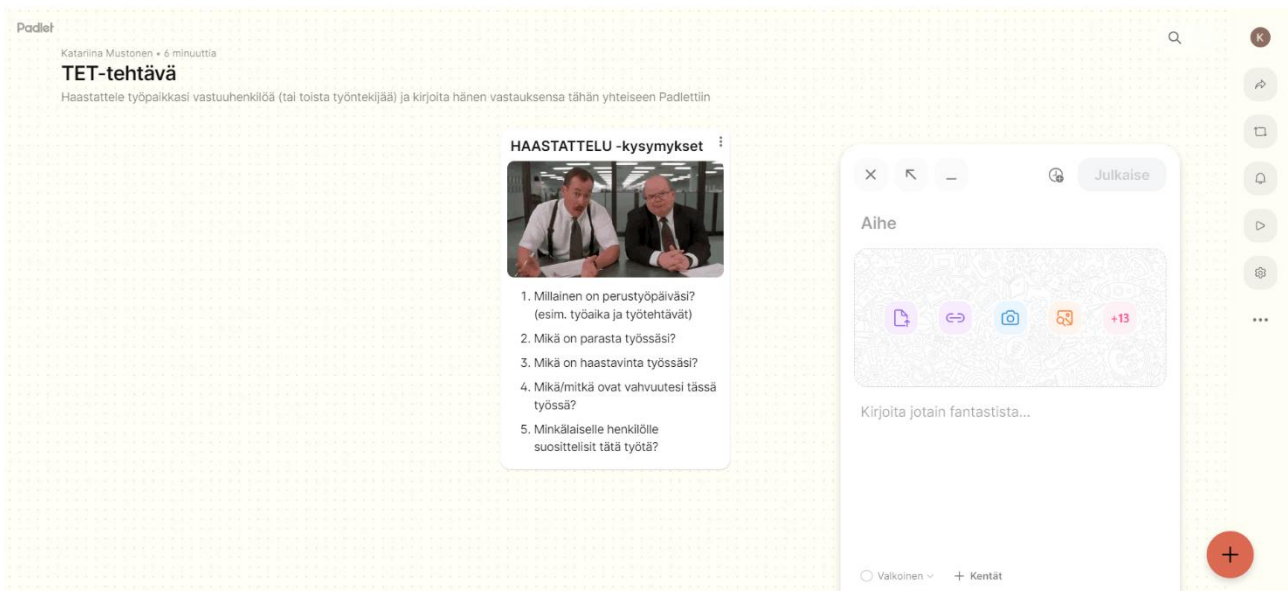 Padlet
Katariina Mustonen • 6 minuuttia
TET-tehtävä
Haastattele työpaikkasi vastuuhenkilöä (tai toista työntekijää) ja kirjoita hänen vastauksensa tähän yhteiseen Padlettiin
K
HAASTATTELU -kysymykset
1. Millainen on perustyöpäiväsi?
(esim. työaika ja työtehtävät)
2. Mikä on parasta työssäsi?
3. Mikä on haastavinta työssäsi?
4. Mikä/mitkä ovat vahvuutesi tässä
työssä?
5. Minkälaiselle henkilölle
suosittelisit tätä työtä?
Julkaise
Aihe
+13
Kirjoita jotain fantastista...
Valkoinen
+ Kentät